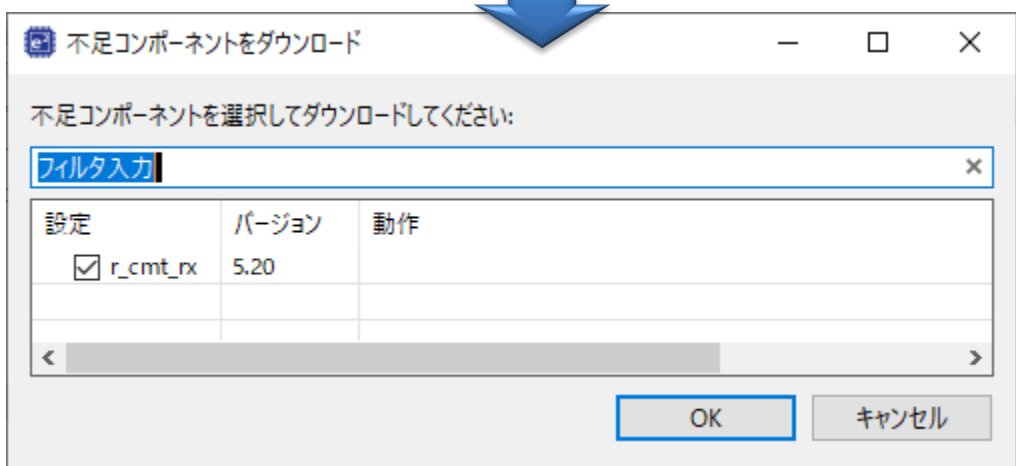 e² 不足コンポーネントをダウンロード
不足コンポーネントを選択してダウンロードしてください:
フィルタ入力
設定 バージョン 動作
r_cmt_rx 5.20
OK キャンセル